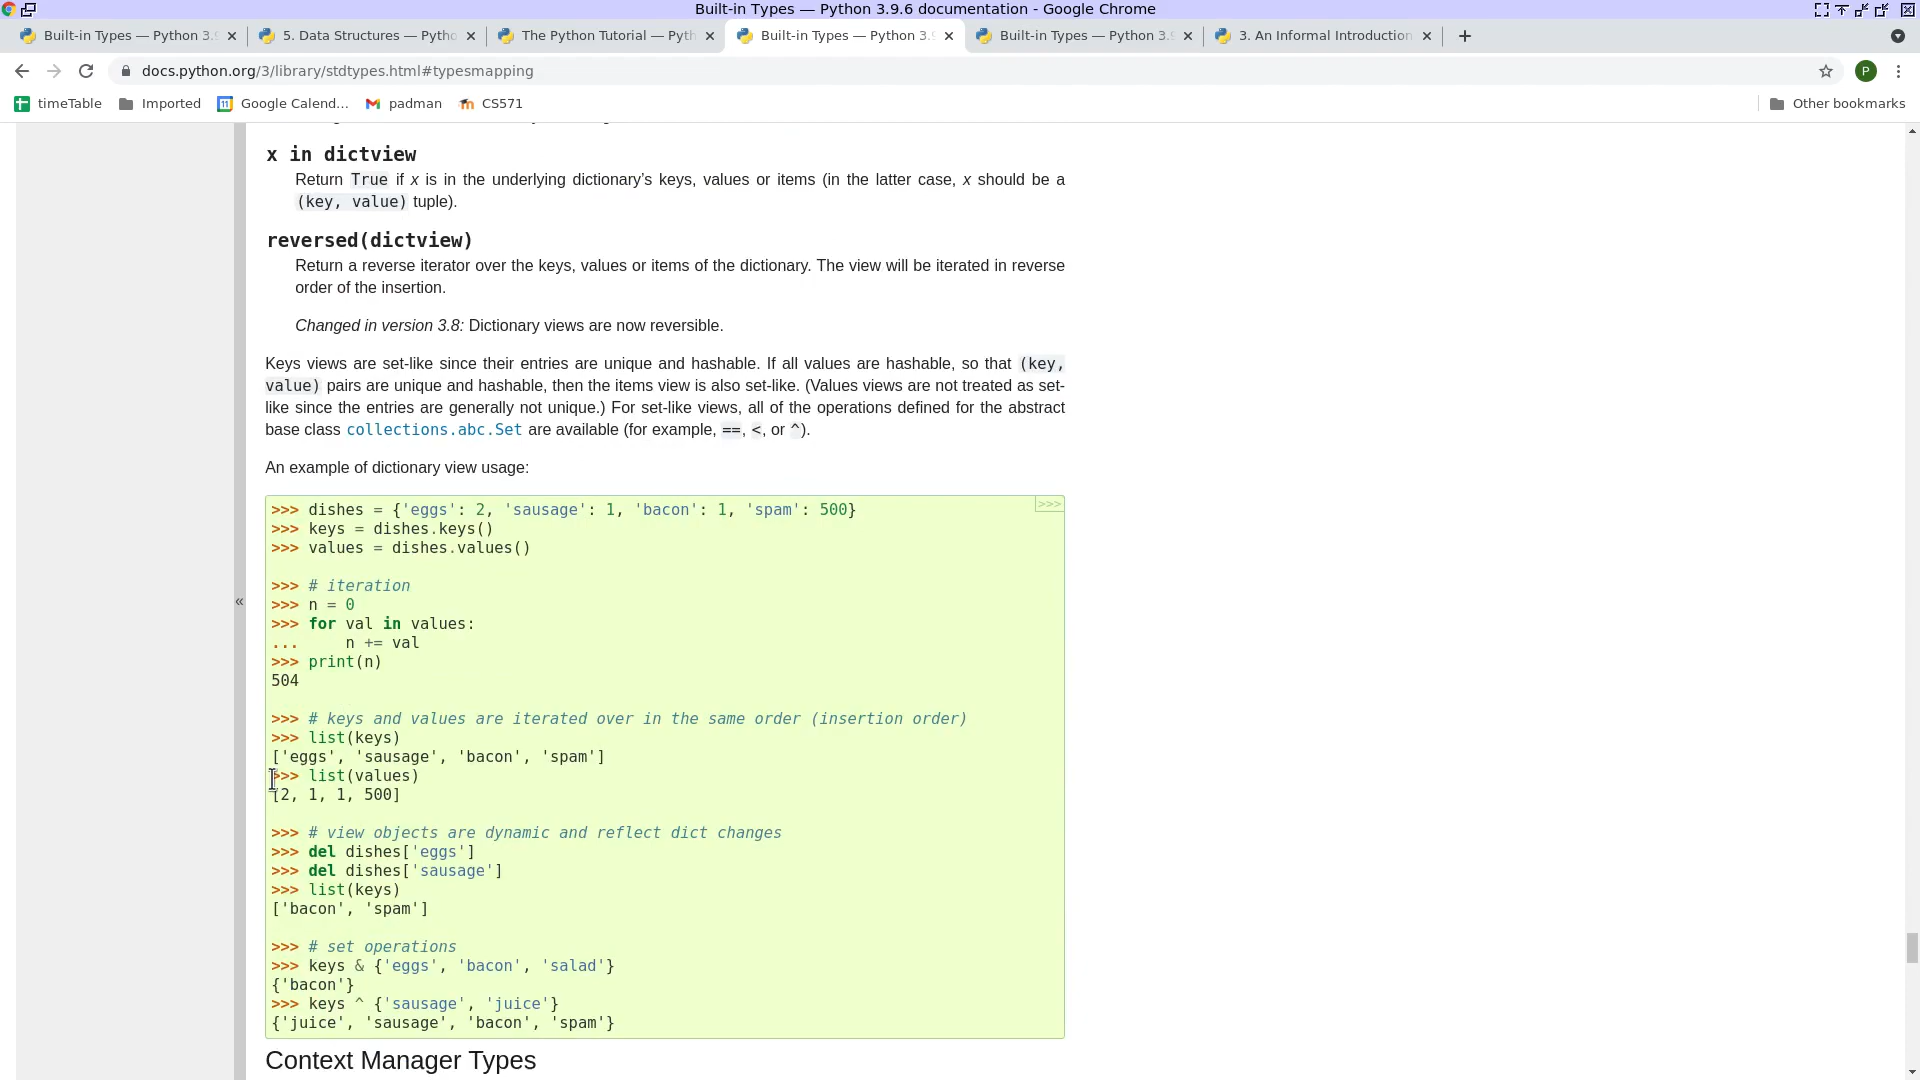 Built-in Types — Python 3.9.6 documentation - Google Chrome
Built-in Types — Python 3.9
5. Data Structures — Pytho
The Python Tutorial — Pyth
Built-in Types — Python 3.9
Built-in Types — Python 3.9
3. An Informal Introduction
docs.python.org/3/library/stdtypes.html#typesmapping
P
timeTable
Imported
Google Calend...
padman
CS571
Other bookmarks
x in dictview
Return True if x is in the underlying dictionary’s keys, values or items (in the latter case, x should be a
(key, value) tuple).
reversed(dictview)
Return a reverse iterator over the keys, values or items of the dictionary. The view will be iterated in reverse
order of the insertion.
Changed in version 3.8: Dictionary views are now reversible.
Keys views are set-like since their entries are unique and hashable. If all values are hashable, so that (key,
value) pairs are unique and hashable, then the items view is also set-like. (Values views are not treated as set-
like since the entries are generally not unique.) For set-like views, all of the operations defined for the abstract
base class collections.abc.Set are available (for example, ==, <, or ^).
An example of dictionary view usage:
>>>
>>> dishes = {'eggs': 2, 'sausage': 1, 'bacon': 1, 'spam': 500}
>>> keys = dishes.keys()
>>> values = dishes.values()
>>> # iteration
>>> n = 0
>>> for val in values:
...     n += val
>>> print(n)
504
>>> # keys and values are iterated over in the same order (insertion order)
>>> list(keys)
['eggs', 'sausage', 'bacon', 'spam']
>>> list(values)
[2, 1, 1, 500]
>>> # view objects are dynamic and reflect dict changes
>>> del dishes['eggs']
>>> del dishes['sausage']
>>> list(keys)
['bacon', 'spam']
>>> # set operations
>>> keys & {'eggs', 'bacon', 'salad'}
{'bacon'}
>>> keys ^ {'sausage', 'juice'}
{'juice', 'sausage', 'bacon', 'spam'}
«
Context Manager Types